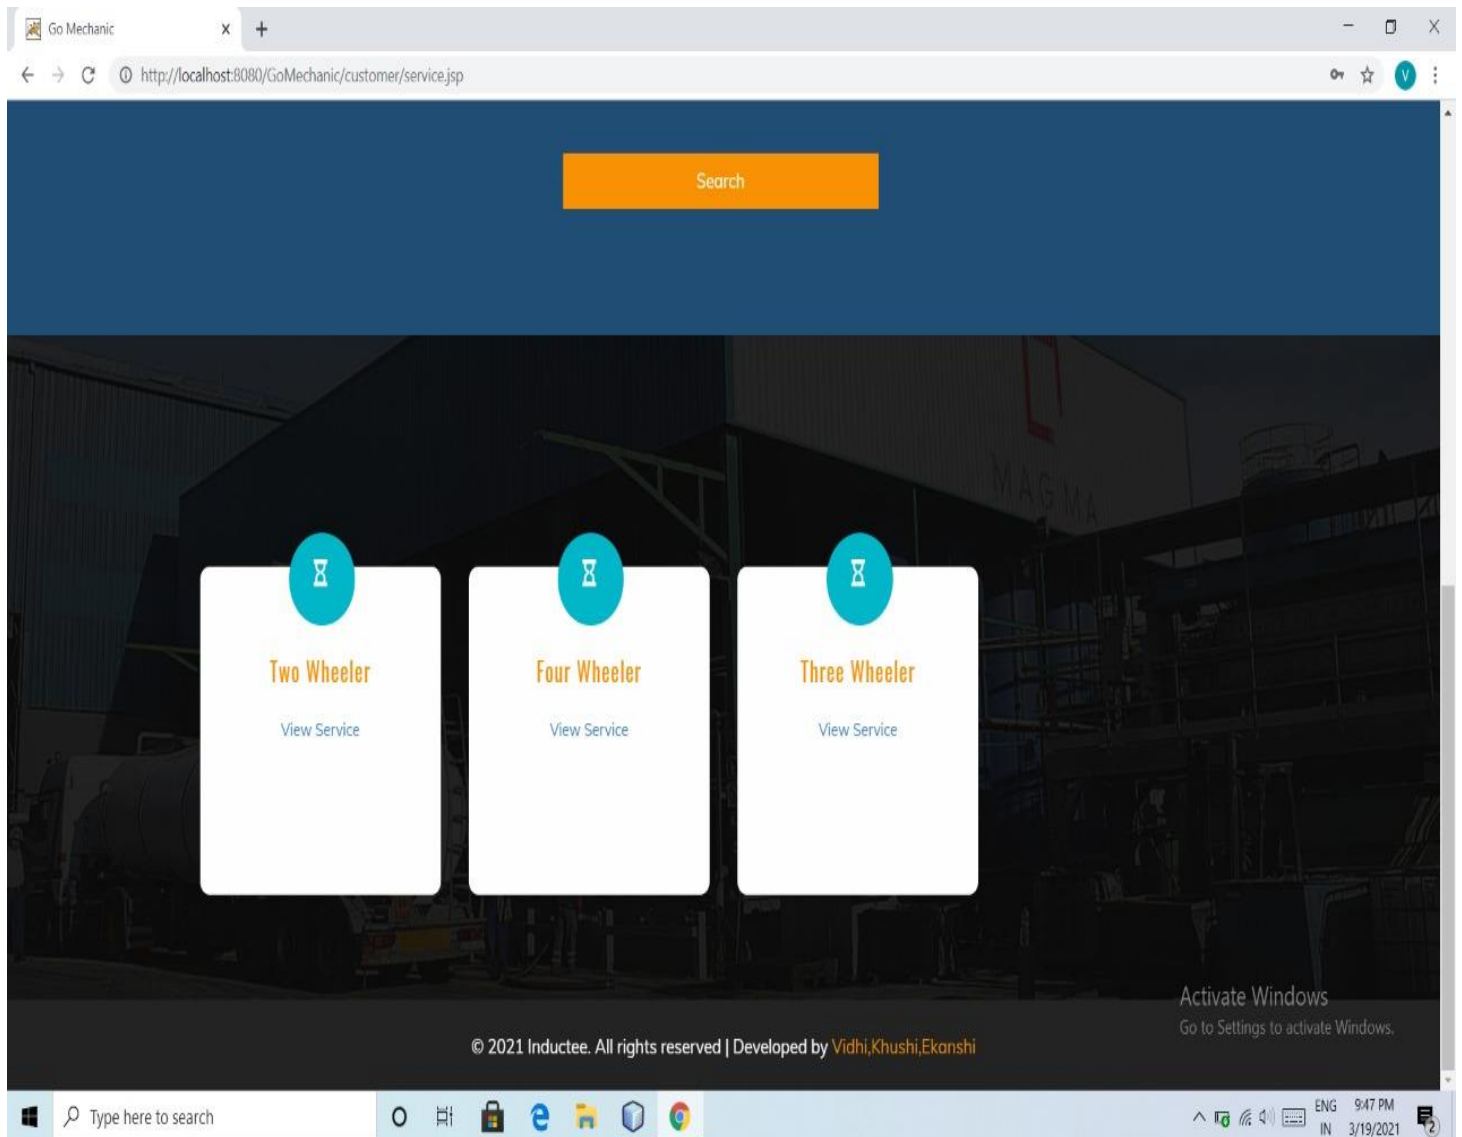 Go Mechanic
http://localhost:8080/GoMechanic/customer/service.jsp
V
Search
MAGMA
Two Wheeler
Four Wheeler
Three Wheeler
View Service
View Service
View Service
Activate Windows
Go to Settings to activate Windows.
© 2021 Inductee. All rights reserved | Developed by Vidhi,Khushi,Ekanshi
Type here to search
ENG
IN
9:47 PM
3/19/2021
2